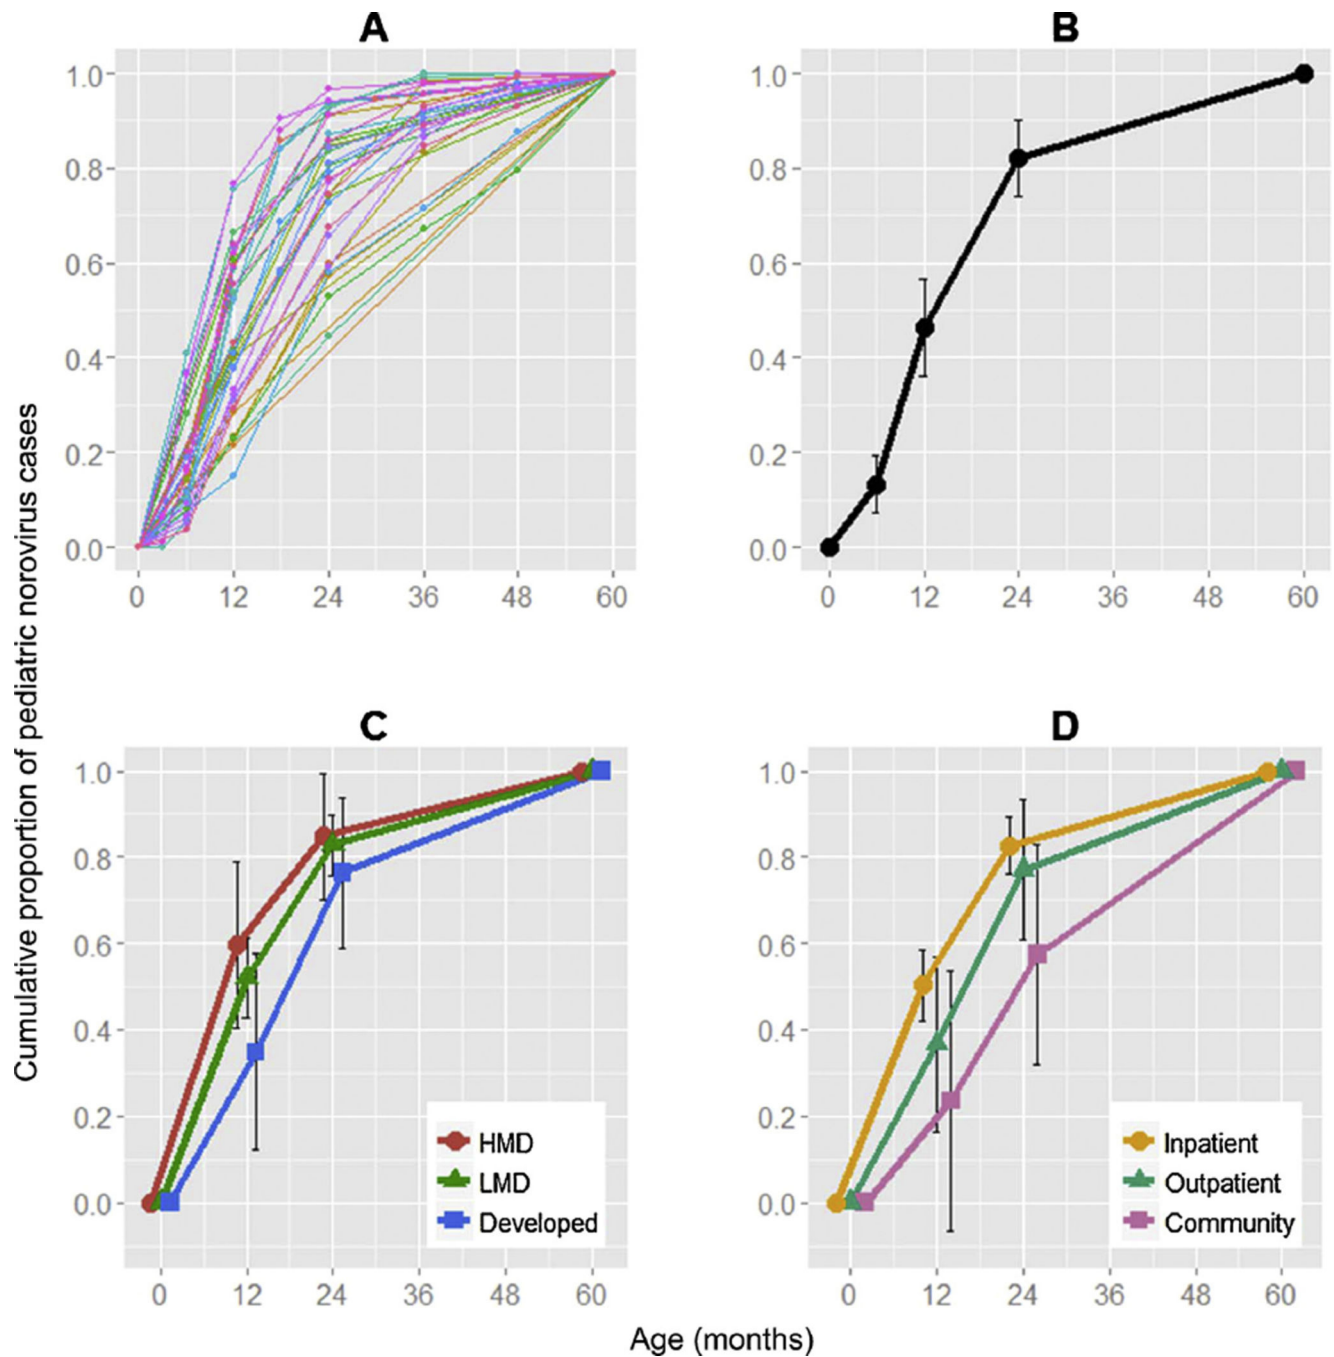 A
B
1.0
0.8
0.6
0.4
0.2
0.0
0 12 24 36 48 60
1.0
0.8
0.6
0.4
0.2
0.0
0 12 24 36 48 60
Cumulative proportion of pediatric norovirus cases
C
D
1.0
0.8
0.6
0.4
0.2
0.0
HMD
LMD
Developed
0 12 24 36 48 60
1.0
0.8
0.6
0.4
0.2
0.0
Inpatient
Outpatient
Community
0 12 24 36 48 60
Age (months)